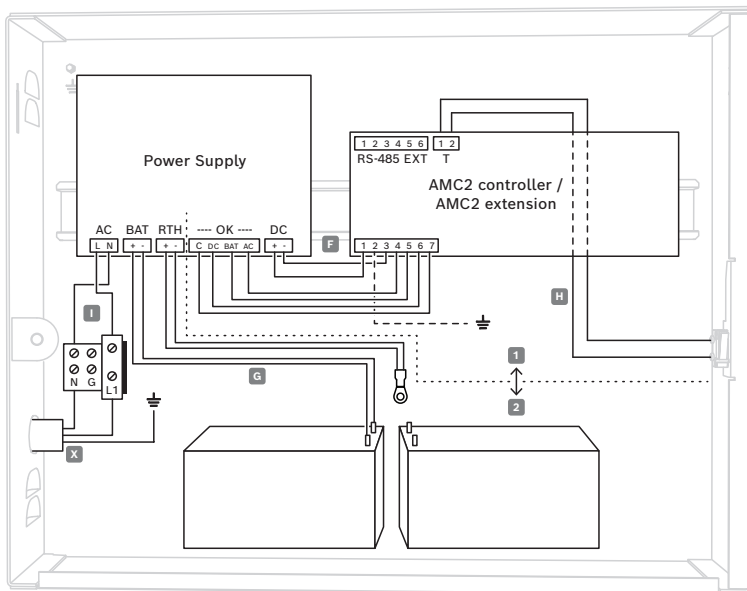 1 2 3 4 5 6 1 2
RS-485 EXT T
Power Supply
AMC2 controller /
AMC2 extension
AC BAT RTH ---- OK ---- DC
L N + - + - C DC BAT AC + -
F
1 2 3 4 5 6 7
H
I
1
N G L1
G
2
X